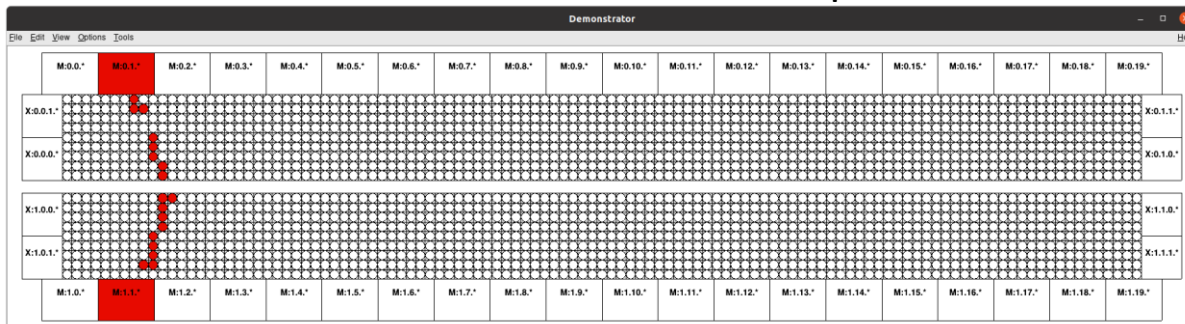 Demonstrator
File Edit View Options Tools
M:0.0.* M:0.1.* M:0.2.* M:0.3.* M:0.4.* M:0.5.* M:0.6.* M:0.7.* M:0.8.* M:0.9.* M:0.10.* M:0.11.* M:0.12.* M:0.13.* M:0.14.* M:0.15.* M:0.16.* M:0.17.* M:0.18.* M:0.19.*
X:0.0.1.* X:0.1.1.*
X:0.0.0.* X:0.1.0.*
X:1.0.0.* X:1.1.0.*
X:1.0.1.* X:1.1.1.*
M:1.0.* M:1.1.* M:1.2.* M:1.3.* M:1.4.* M:1.5.* M:1.6.* M:1.7.* M:1.8.* M:1.9.* M:1.10.* M:1.11.* M:1.12.* M:1.13.* M:1.14.* M:1.15.* M:1.16.* M:1.17.* M:1.18.* M:1.19.*